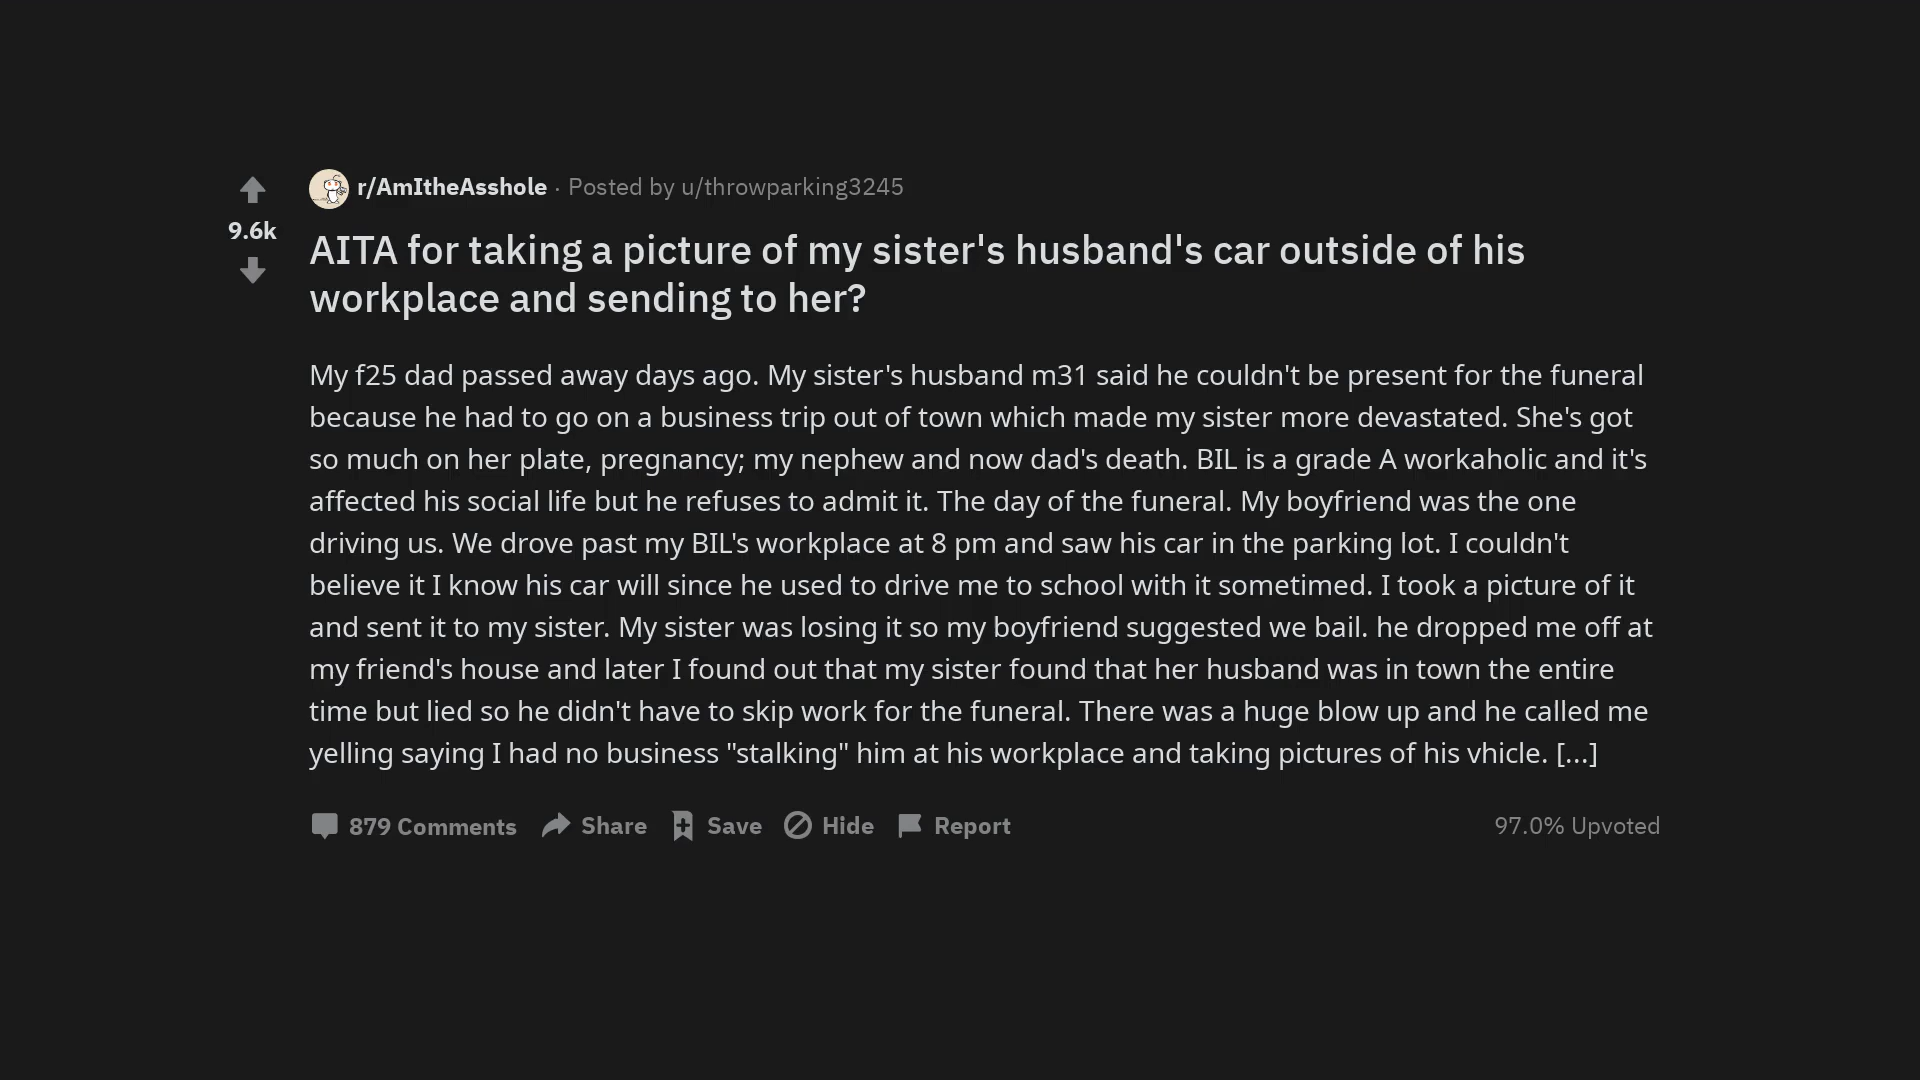 r/AmItheAsshole · Posted by u/throwparking3245
9.6k
AITA for taking a picture of my sister's husband's car outside of his
workplace and sending to her?
My f25 dad passed away days ago. My sister's husband m31 said he couldn't be present for the funeral
because he had to go on a business trip out of town which made my sister more devastated. She's got
so much on her plate, pregnancy; my nephew and now dad's death. BIL is a grade A workaholic and it's
affected his social life but he refuses to admit it. The day of the funeral. My boyfriend was the one
driving us. We drove past my BIL's workplace at 8 pm and saw his car in the parking lot. I couldn't
believe it I know his car will since he used to drive me to school with it sometimed. I took a picture of it
and sent it to my sister. My sister was losing it so my boyfriend suggested we bail. he dropped me off at
my friend's house and later I found out that my sister found that her husband was in town the entire
time but lied so he didn't have to skip work for the funeral. There was a huge blow up and he called me
yelling saying I had no business "stalking" him at his workplace and taking pictures of his vhicle. [...]
879 Comments Share Save Hide Report 97.0% Upvoted